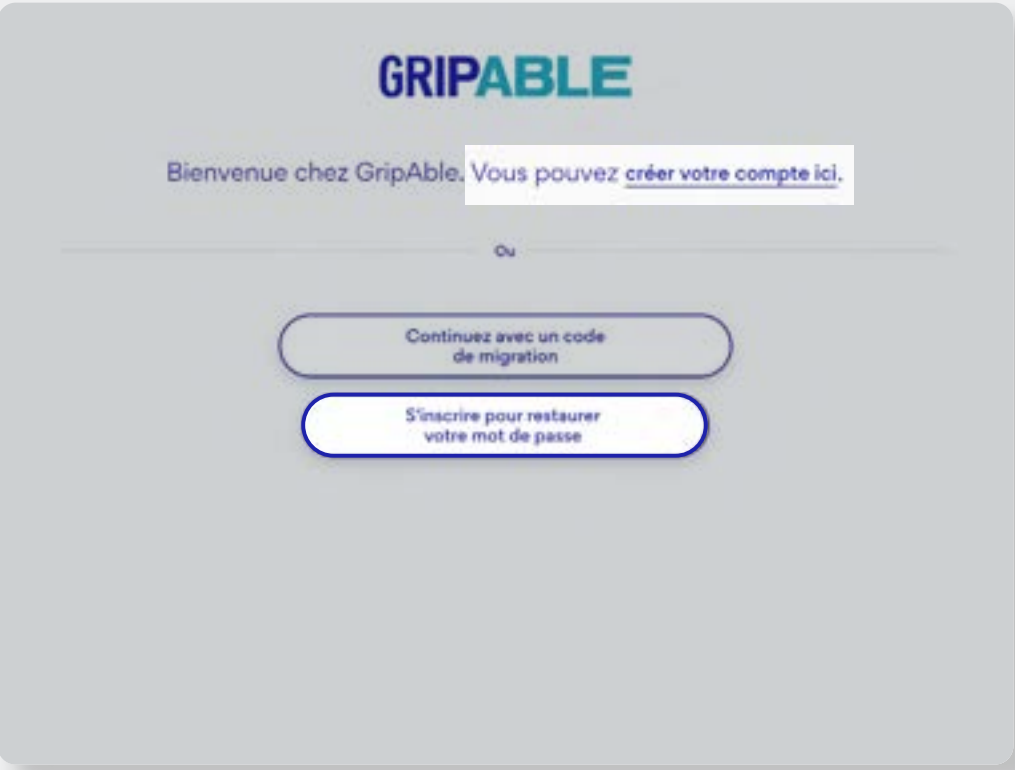 GRIPABLE
Bienvenue chez GripAble. Vous pouvez créer votre compte ici.
Ou
Continuez avec un code
de migration
S'inscrire pour restaurer
votre mot de passe